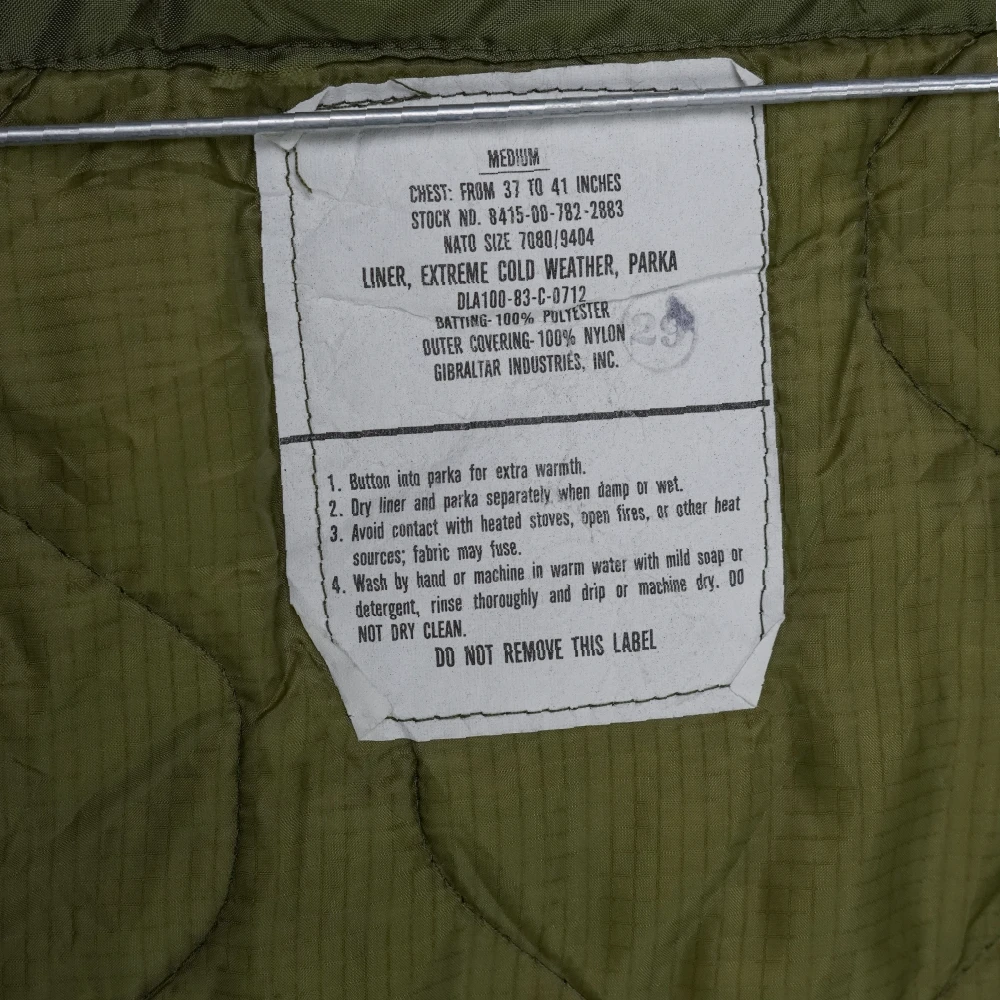 MEDIUM
CHEST: FROM 37 TO 41 INCHES
STOCK NO. 8415-00-782-2883
NATO SIZE 7080/9404
LINER, EXTREME COLD WEATHER, PARKA
DLA100-83-C-0712
BATTING-100% POLYESTER
OUTER COVERING-100% NYLON
29
GIBRALTAR INDUSTRIES, INC.
1. Button into parka for extra warmth.
2. Dry liner and parka separately when damp or wet.
3. Avoid contact with heated stoves, open fires, or other heat
sources; fabric may fuse.
4. Wash by hand or machine in warm water with mild soap or
detergent, rinse thoroughly and drip or machine dry. DO
NOT DRY CLEAN.
DO NOT REMOVE THIS LABEL